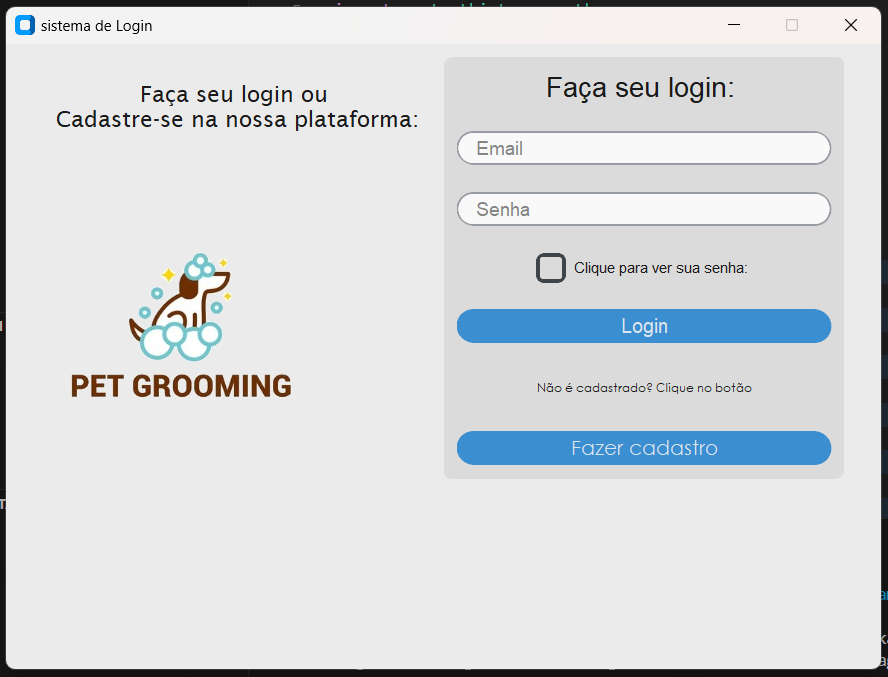 sistema de Login
Faça seu login ou
Cadastre-se na nossa plataforma:
PET GROOMING
Faça seu login:
Email
Senha
Clique para ver sua senha:
Login
Não é cadastrado? Clique no botão
Fazer cadastro